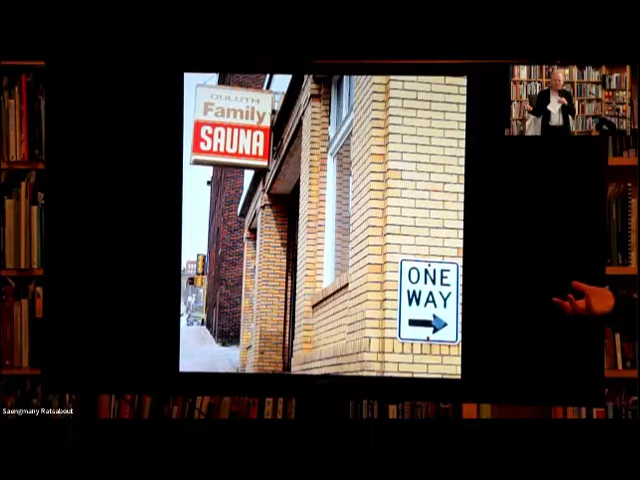 DULUTH
Family
SAUNA
ONE
WAY
Saengmany Ratsabout